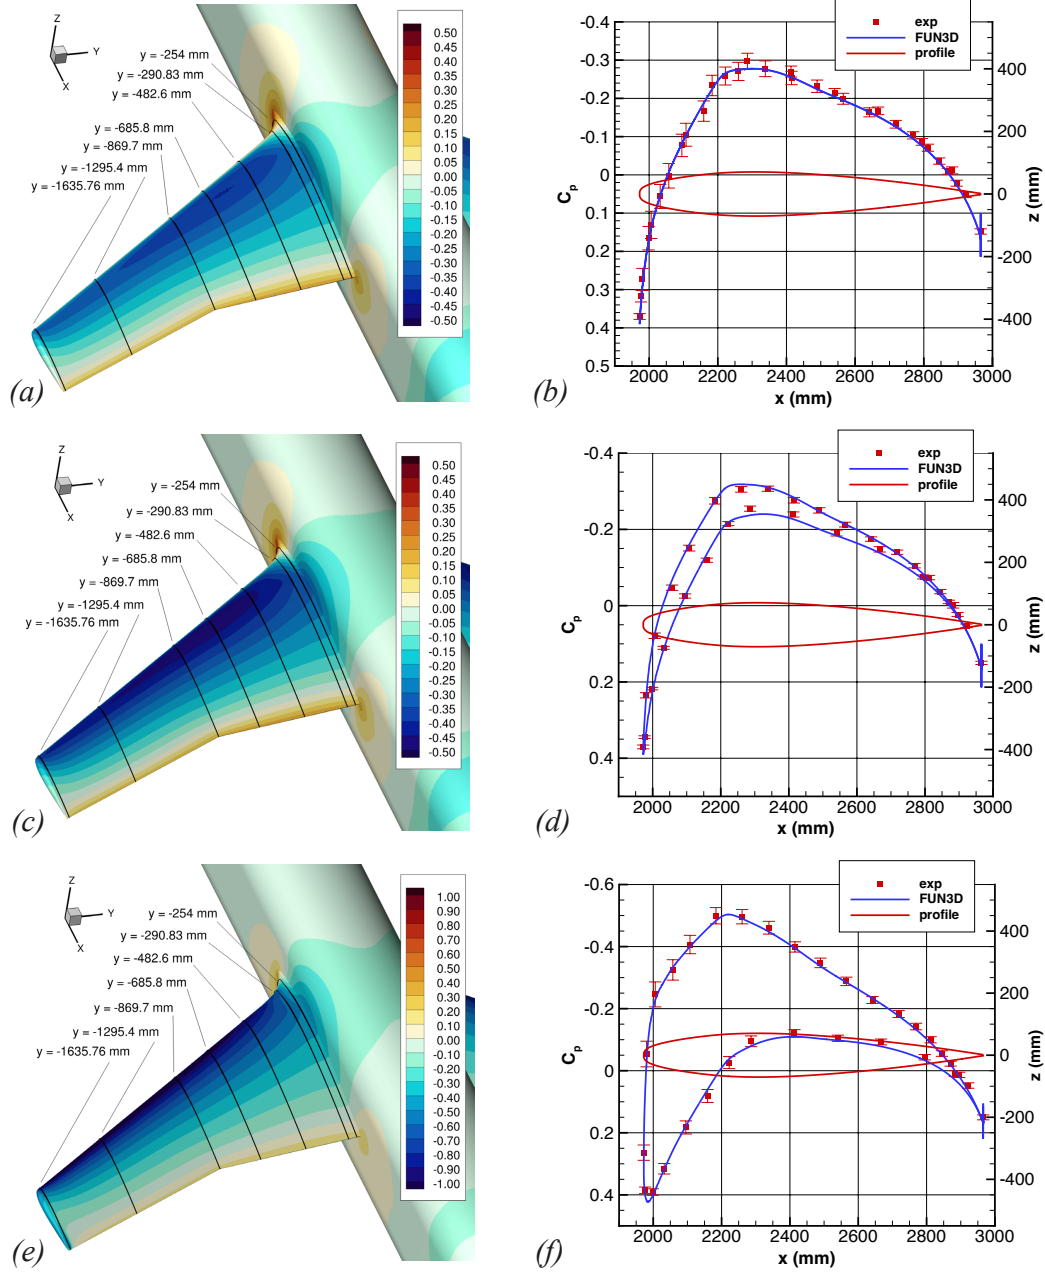 Z
Y
X
y = -254 mm
y = -290.83 mm
y = -482.6 mm
y = -685.8 mm
y = -869.7 mm
y = -1295.4 mm
y = -1635.76 mm
0.50
0.45
0.40
0.35
0.30
0.25
0.20
0.15
0.10
0.05
0.00
-0.05
-0.10
-0.15
-0.20
-0.25
-0.30
-0.35
-0.40
-0.45
-0.50
(a)
exp
FUN3D
profile
-0.4
-0.3
-0.2
-0.1
0
0.1
0.2
0.3
0.4
0.5
Cp
400
200
0
-200
-400
z (mm)
2000 2200 2400 2600 2800 3000
x (mm)
(b)
Z
Y
X
y = -254 mm
y = -290.83 mm
y = -482.6 mm
y = -685.8 mm
y = -869.7 mm
y = -1295.4 mm
y = -1635.76 mm
0.50
0.45
0.40
0.35
0.30
0.25
0.20
0.15
0.10
0.05
0.00
-0.05
-0.10
-0.15
-0.20
-0.25
-0.30
-0.35
-0.40
-0.45
-0.50
(c)
exp
FUN3D
profile
-0.4
-0.2
0
0.2
0.4
Cp
400
200
0
-200
-400
z (mm)
2000 2200 2400 2600 2800 3000
x (mm)
(d)
Z
Y
X
y = -254 mm
y = -290.83 mm
y = -482.6 mm
y = -685.8 mm
y = -869.7 mm
y = -1295.4 mm
y = -1635.76 mm
1.00
0.90
0.80
0.70
0.60
0.50
0.40
0.30
0.20
0.10
0.00
-0.10
-0.20
-0.30
-0.40
-0.50
-0.60
-0.70
-0.80
-0.90
-1.00
(e)
exp
FUN3D
profile
-0.6
-0.4
-0.2
0
0.2
0.4
Cp
400
200
0
-200
-400
z (mm)
2000 2200 2400 2600 2800 3000
x (mm)
(f)